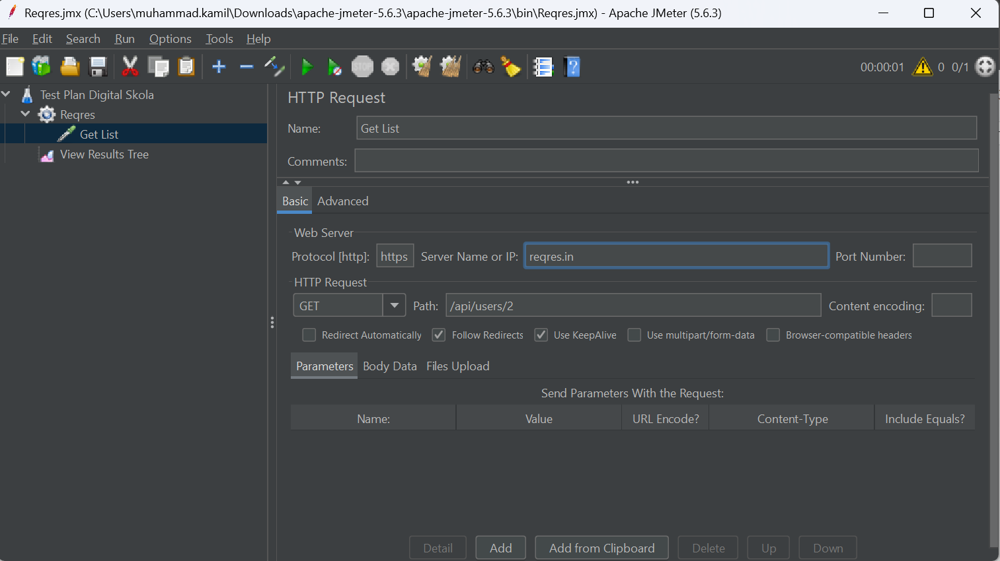 Reqres.jmx (C:\Users\muhammad.kamil\Downloads\apache-jmeter-5.6.3\apache-jmeter-5.6.3\bin\Reqres.jmx) - Apache JMeter (5.6.3)
File Edit Search Run Options Tools Help
STOP 00:00:01 0 0/1
Test Plan Digital Skola
Reqres
Get List
View Results Tree
HTTP Request
Name: Get List
Comments:
Basic Advanced
Web Server
Protocol [http]: https Server Name or IP: reqres.in Port Number:
HTTP Request
GET Path: /api/users/2 Content encoding:
Redirect Automatically Follow Redirects Use KeepAlive Use multipart/form-data Browser-compatible headers
Parameters Body Data Files Upload
Send Parameters With the Request:
Name: Value URL Encode? Content-Type Include Equals?
Detail Add Add from Clipboard Delete Up Down